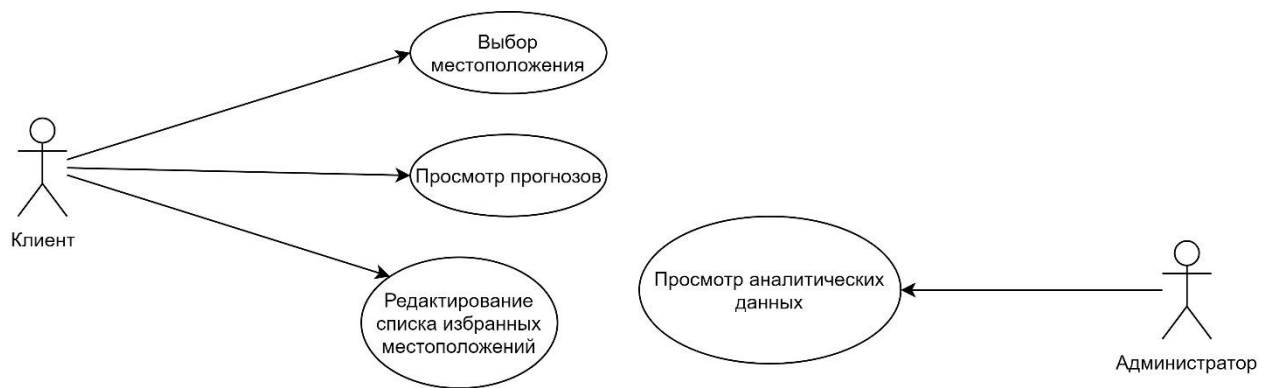 Выбор
местоположения
Просмотр прогнозов
Клиент
Редактирование
списка избранных
местоположений
Просмотр аналитических
данных
Администратор